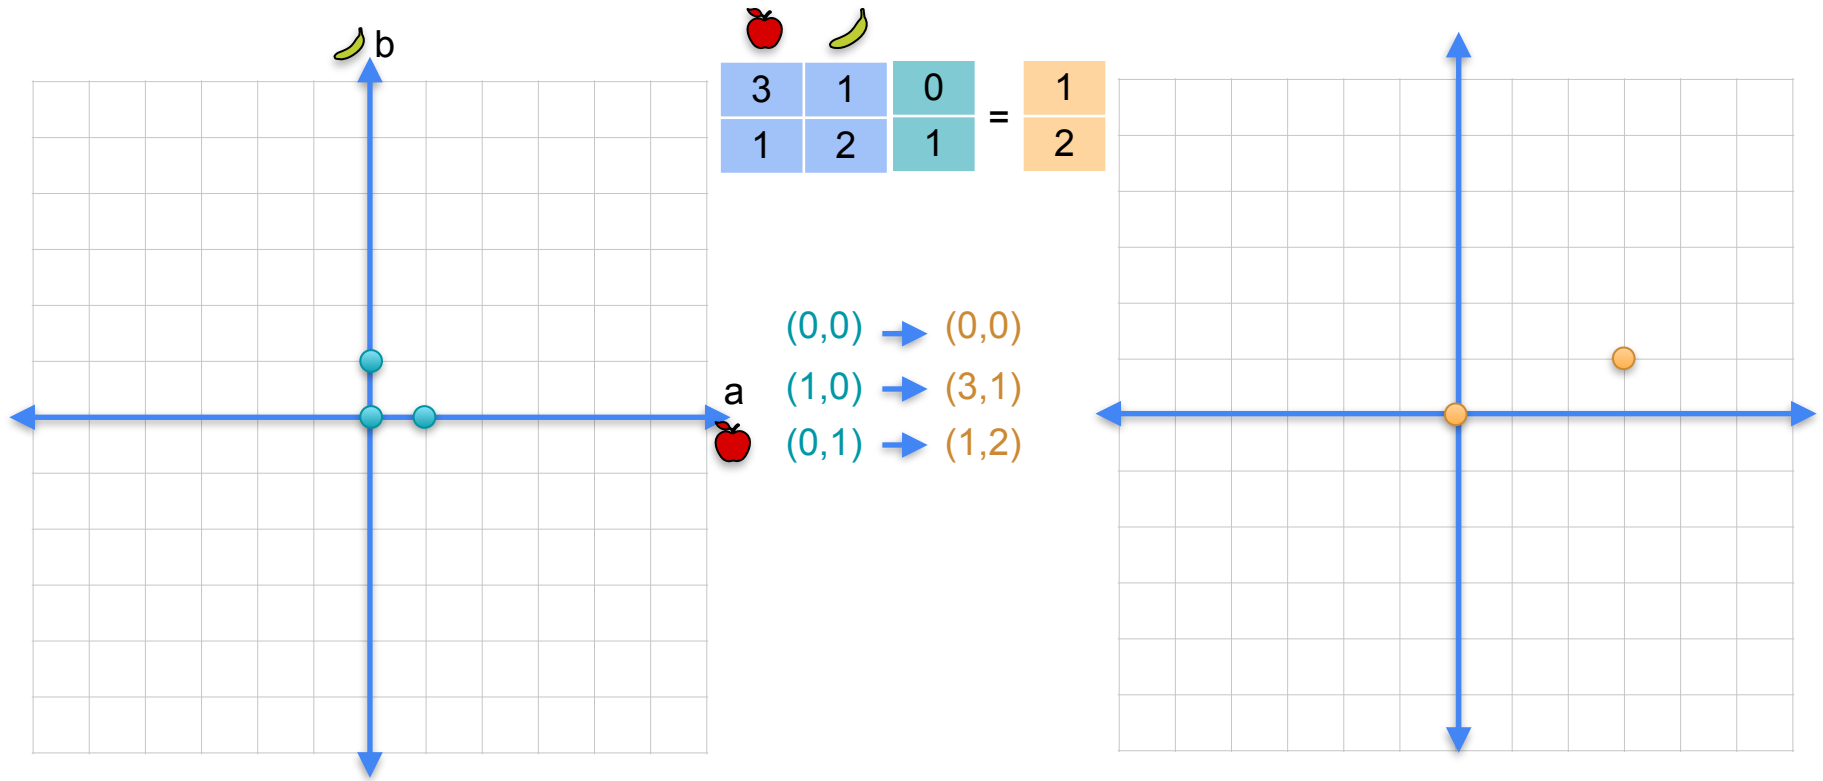 b
3 1 0 = 1
1 2 1 2
a
(0,0) (0,0)
(1,0) (3,1)
(0,1) (1,2)